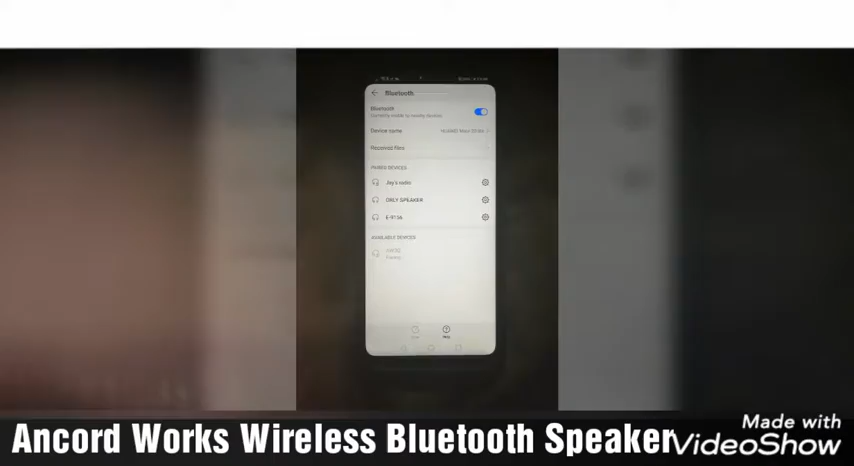 Bluetooth
Bluetooth
Device name
Received files
PAIRED DEVICES
Jay's radio
ONLY SPEAKER
E-9116
AVAILABLE DEVICES
Help
Ancord Works Wireless Bluetooth Speaker
Made with
VideoShow